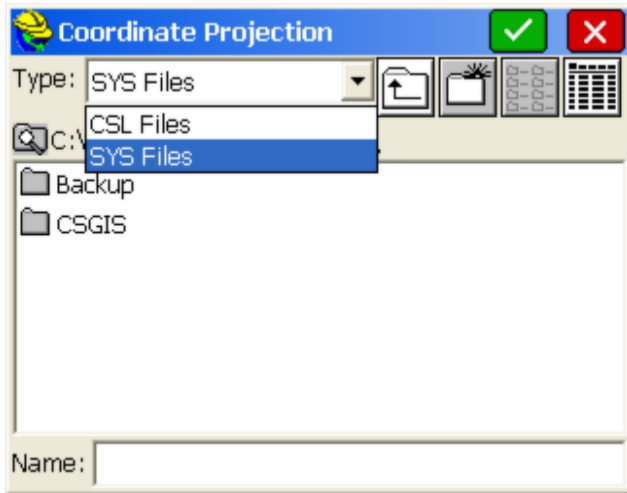 Coordinate Projection
Type: SYS Files
CSL Files
C:\
SYS Files
Backup
CSGIS
Name: